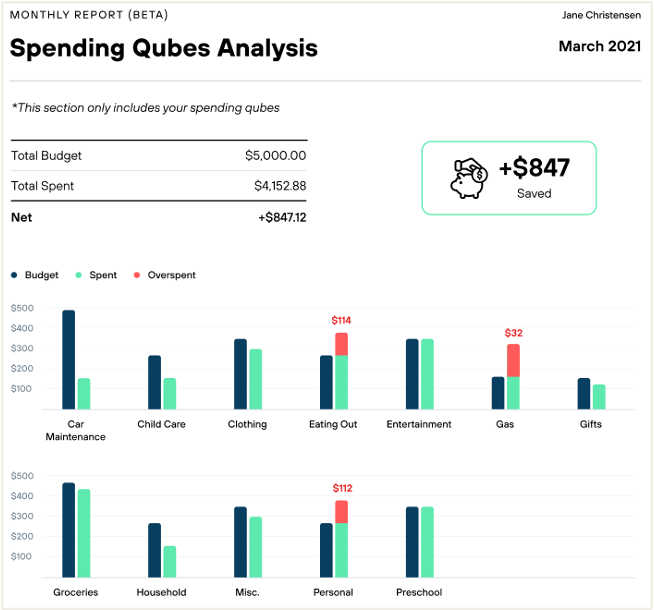 MONTHLY REPORT (BETA)
Jane Christensen
Spending Qubes Analysis
March 2021
*This section only includes your spending qubes
Total Budget $5,000.00
Total Spent $4,152.88
Net +$847.12
$
+$847
Saved
Budget Spent Overspent
$500
$400
$300
$200
$100
$114
$32
Car Maintenance
Child Care
Clothing
Eating Out
Entertainment
Gas
Gifts
$500
$400
$300
$200
$100
$112
Groceries
Household
Misc.
Personal
Preschool